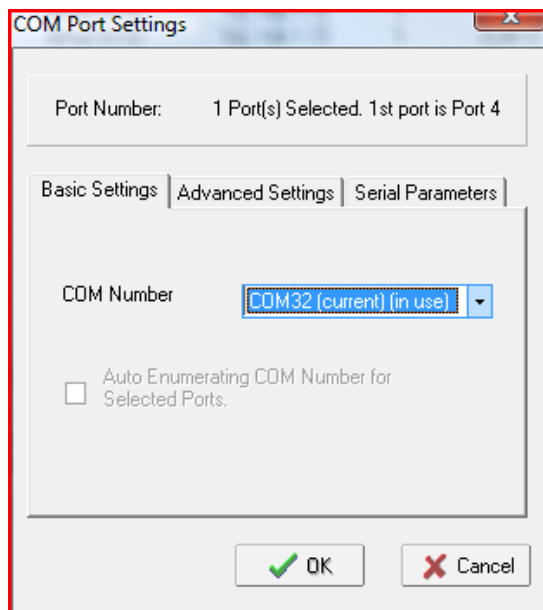 COM Port Settings
Port Number: 1 Port(s) Selected. 1st port is Port 4
Basic Settings Advanced Settings Serial Parameters
COM Number COM32 (current) (in use)
Auto Enumerating COM Number for
Selected Ports.
OK Cancel